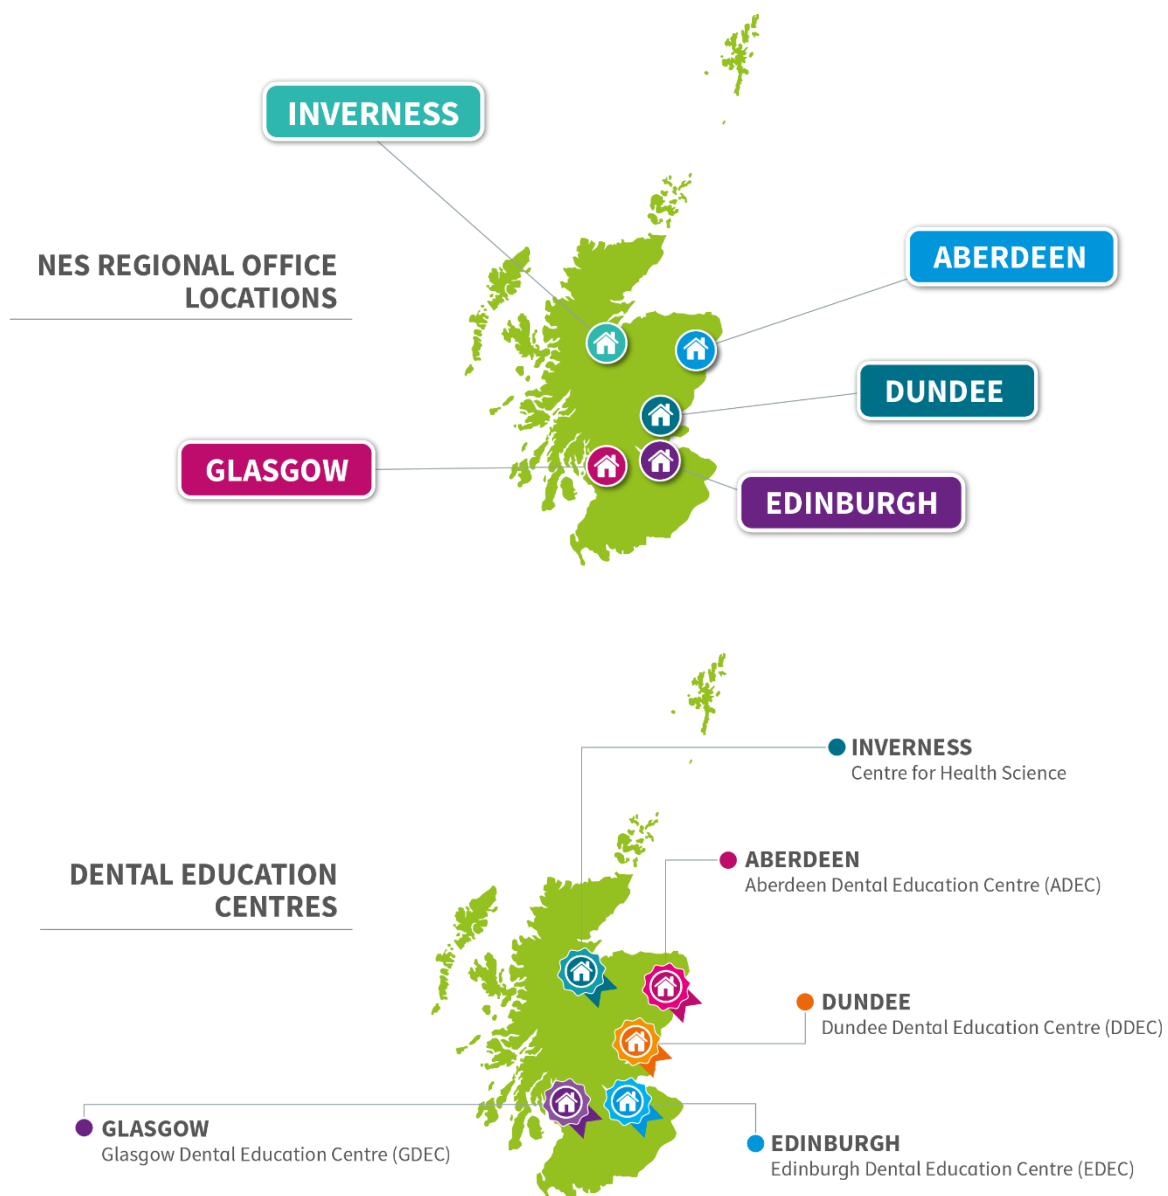 INVERNESS
NES REGIONAL OFFICE
LOCATIONS
ABERDEEN
DUNDEE
GLASGOW
EDINBURGH
INVERNESS
Centre for Health Science
DENTAL EDUCATION
CENTRES
ABERDEEN
Aberdeen Dental Education Centre (ADEC)
DUNDEE
Dundee Dental Education Centre (DDEC)
GLASGOW
Glasgow Dental Education Centre (GDEC)
EDINBURGH
Edinburgh Dental Education Centre (EDEC)